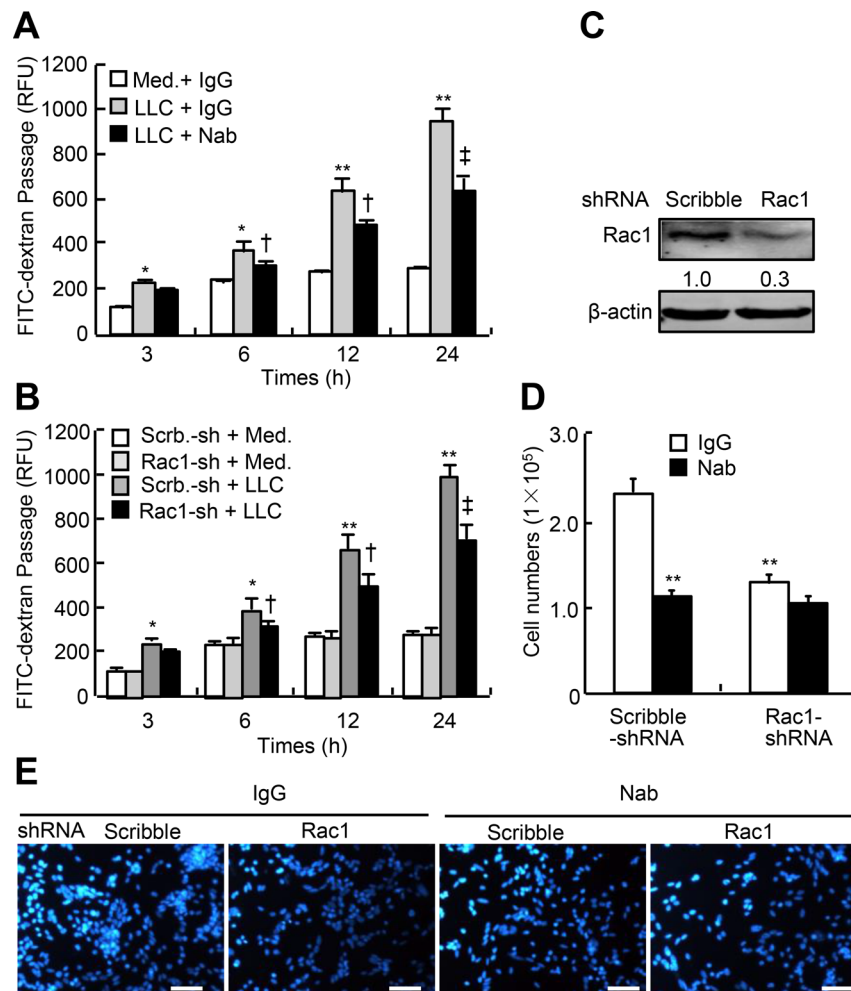 A
FITC-dextran Passage (RFU)
1200
1000
800
600
400
200
0
Med.+ IgG
LLC + IgG
LLC + Nab
*
*
†
**
†
**
‡
3 6 12 24
Times (h)
B
FITC-dextran Passage (RFU)
1200
1000
800
600
400
200
0
Scrb.-sh + Med.
Rac1-sh + Med.
Scrb.-sh + LLC
Rac1-sh + LLC
*
*
†
**
†
**
‡
3 6 12 24
Times (h)
C
shRNA Scribble Rac1
Rac1
1.0 0.3
β-actin
D
Cell numbers (1×10⁵)
3.0
2.0
1.0
0
IgG
Nab
**
**
Scribble
-shRNA
Rac1-
shRNA
E
IgG Nab
shRNA Scribble Rac1 Scribble Rac1